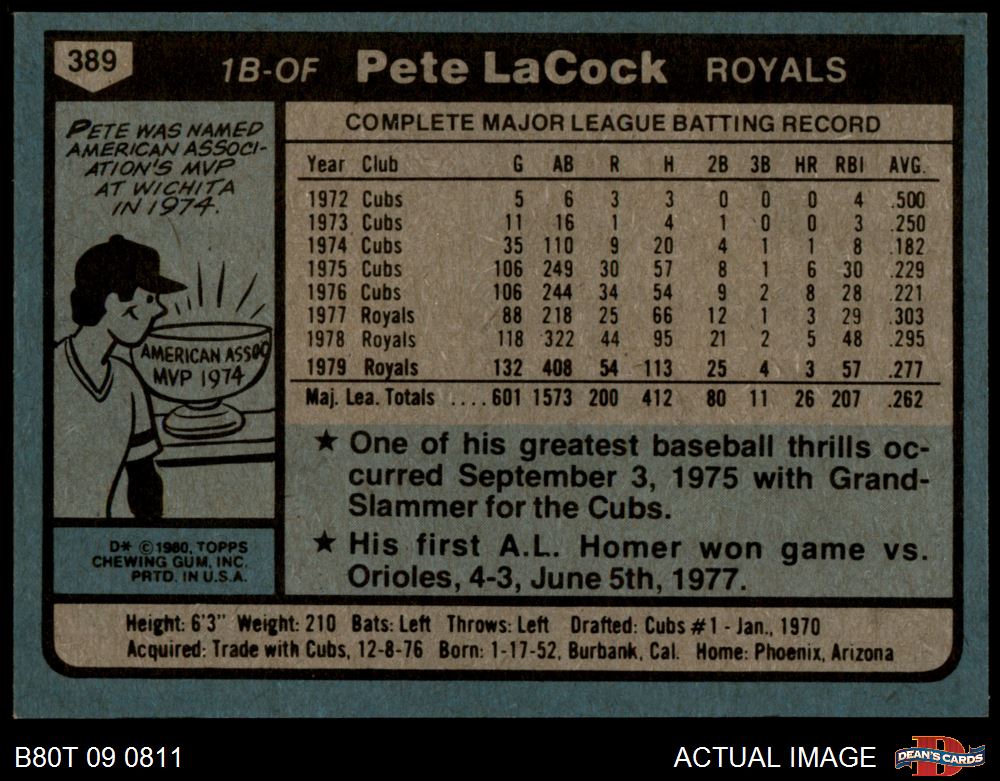 389
1B-OF Pete LaCock ROYALS
PETE WAS NAMED
AMERICAN ASSOCI-
ATION'S MVP
AT WICHITA
IN 1974.
AMERICAN ASSOC
MVP 1974
D* ©1980, TOPPS
CHEWING GUM, INC.
PRTD. IN U.S.A.
COMPLETE MAJOR LEAGUE BATTING RECORD
Year Club G AB R H 2B 3B HR RBI AVG.
1972 Cubs 5 6 3 3 0 0 0 4 .500
1973 Cubs 11 16 1 4 1 0 0 3 .250
1974 Cubs 35 110 9 20 4 1 1 8 .182
1975 Cubs 106 249 30 57 8 1 6 30 .229
1976 Cubs 106 244 34 54 9 2 8 28 .221
1977 Royals 88 218 25 66 12 1 3 29 .303
1978 Royals 118 322 44 95 21 2 5 48 .295
1979 Royals 132 408 54 113 25 4 3 57 .277
Maj. Lea. Totals ....601 1573 200 412 80 11 26 207 .262
★ One of his greatest baseball thrills oc-
curred September 3, 1975 with Grand-
Slammer for the Cubs.
★ His first A.L. Homer won game vs.
Orioles, 4-3, June 5th, 1977.
Height: 6'3" Weight: 210 Bats: Left Throws: Left Drafted: Cubs #1 - Jan., 1970
Acquired: Trade with Cubs, 12-8-76 Born: 1-17-52, Burbank, Cal. Home: Phoenix, Arizona
B80T 09 0811
ACTUAL IMAGE
D
DEAN'S CARDS